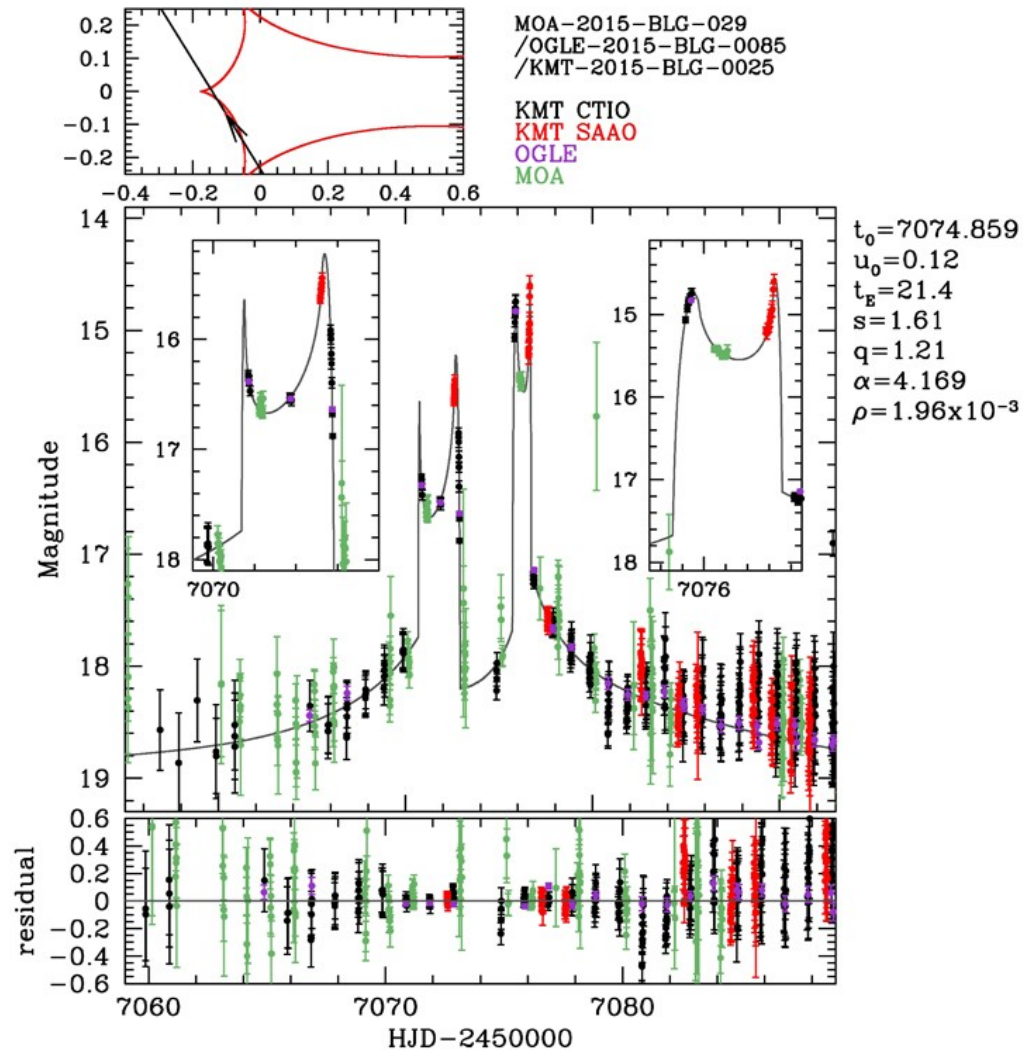 0.2
0.1
0
-0.1
-0.2
-0.4 -0.2 0 0.2 0.4 0.6
MOA-2015-BLG-029
/OGLE-2015-BLG-0085
/KMT-2015-BLG-0025
KMT CTIO
KMT SAAO
OGLE
MOA
14
15
16
17
18
19
Magnitude
16
17
18
7070
15
16
17
18
7076
t₀=7074.859
u₀=0.12
t_E=21.4
s=1.61
q=1.21
α=4.169
ρ=1.96x10⁻³
0.6
0.4
0.2
0
-0.2
-0.4
-0.6
residual
7060 7070 7080
HJD-2450000